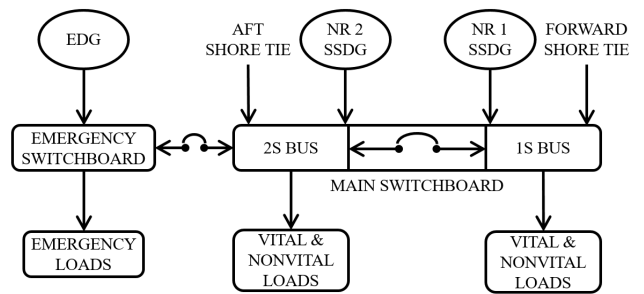 EDG
AFT
SHORE TIE
NR 2
SSDG
NR 1
SSDG
FORWARD
SHORE TIE
EMERGENCY
SWITCHBOARD
2S BUS
1S BUS
MAIN SWITCHBOARD
EMERGENCY
LOADS
VITAL &
NONVITAL
LOADS
VITAL &
NONVITAL
LOADS